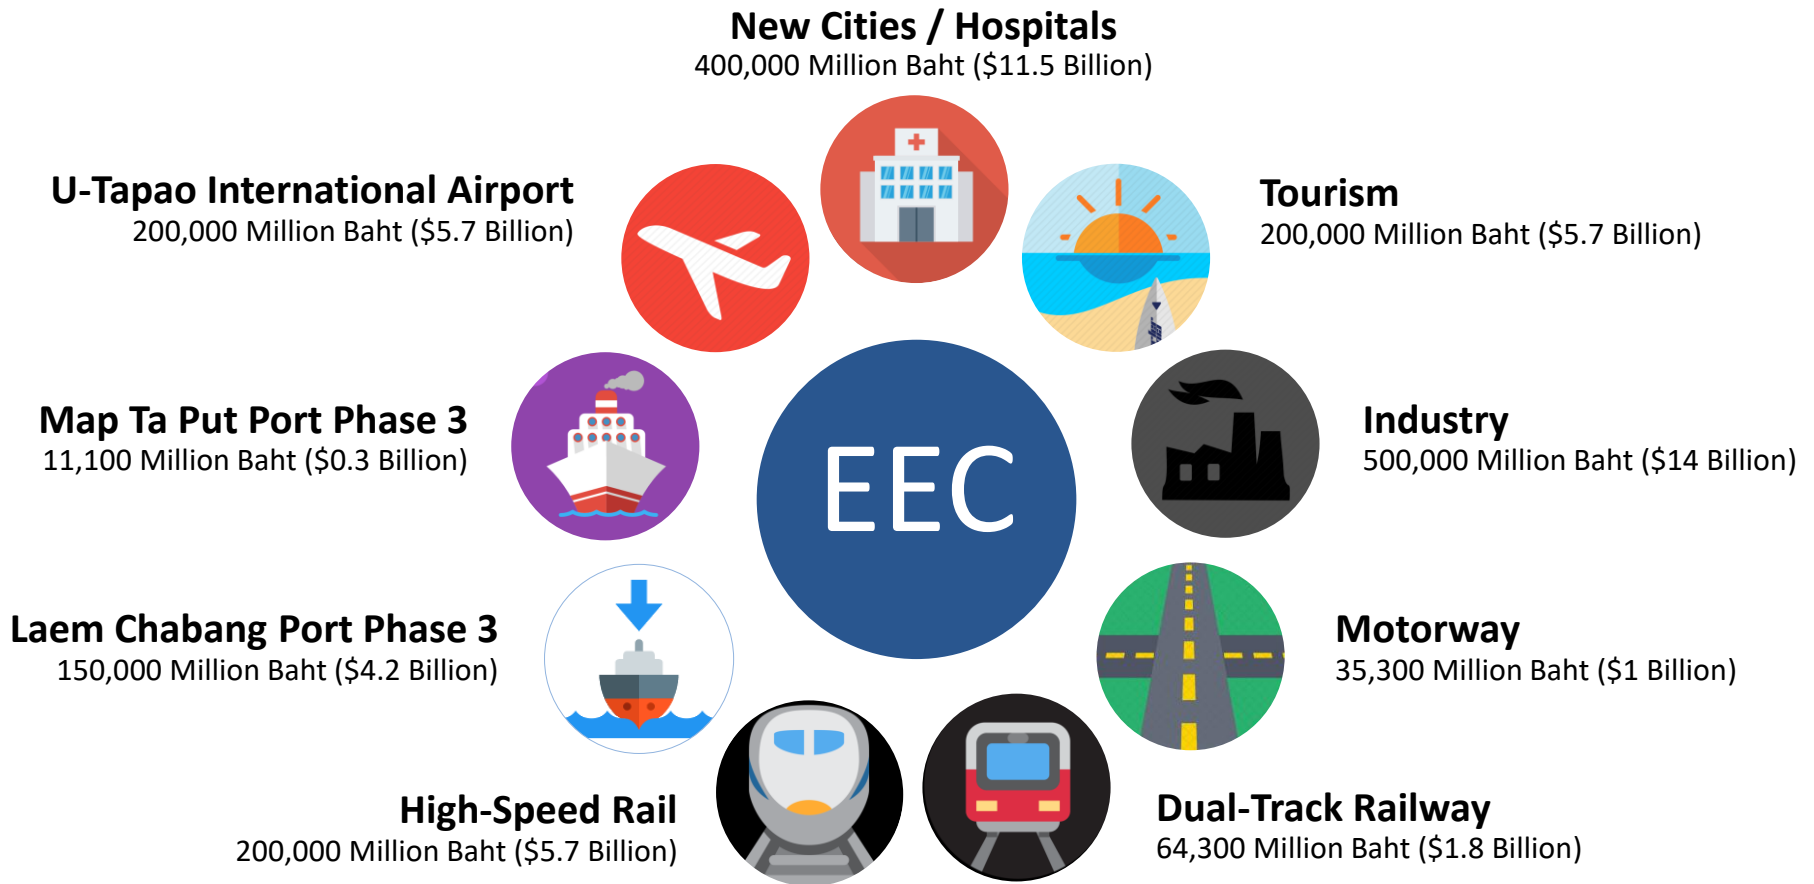 New Cities / Hospitals
400,000 Million Baht ($11.5 Billion)
U-Tapao International Airport
200,000 Million Baht ($5.7 Billion)
Tourism
200,000 Million Baht ($5.7 Billion)
Map Ta Put Port Phase 3
11,100 Million Baht ($0.3 Billion)
EEC
Industry
500,000 Million Baht ($14 Billion)
Laem Chabang Port Phase 3
150,000 Million Baht ($4.2 Billion)
Motorway
35,300 Million Baht ($1 Billion)
High-Speed Rail
200,000 Million Baht ($5.7 Billion)
Dual-Track Railway
64,300 Million Baht ($1.8 Billion)